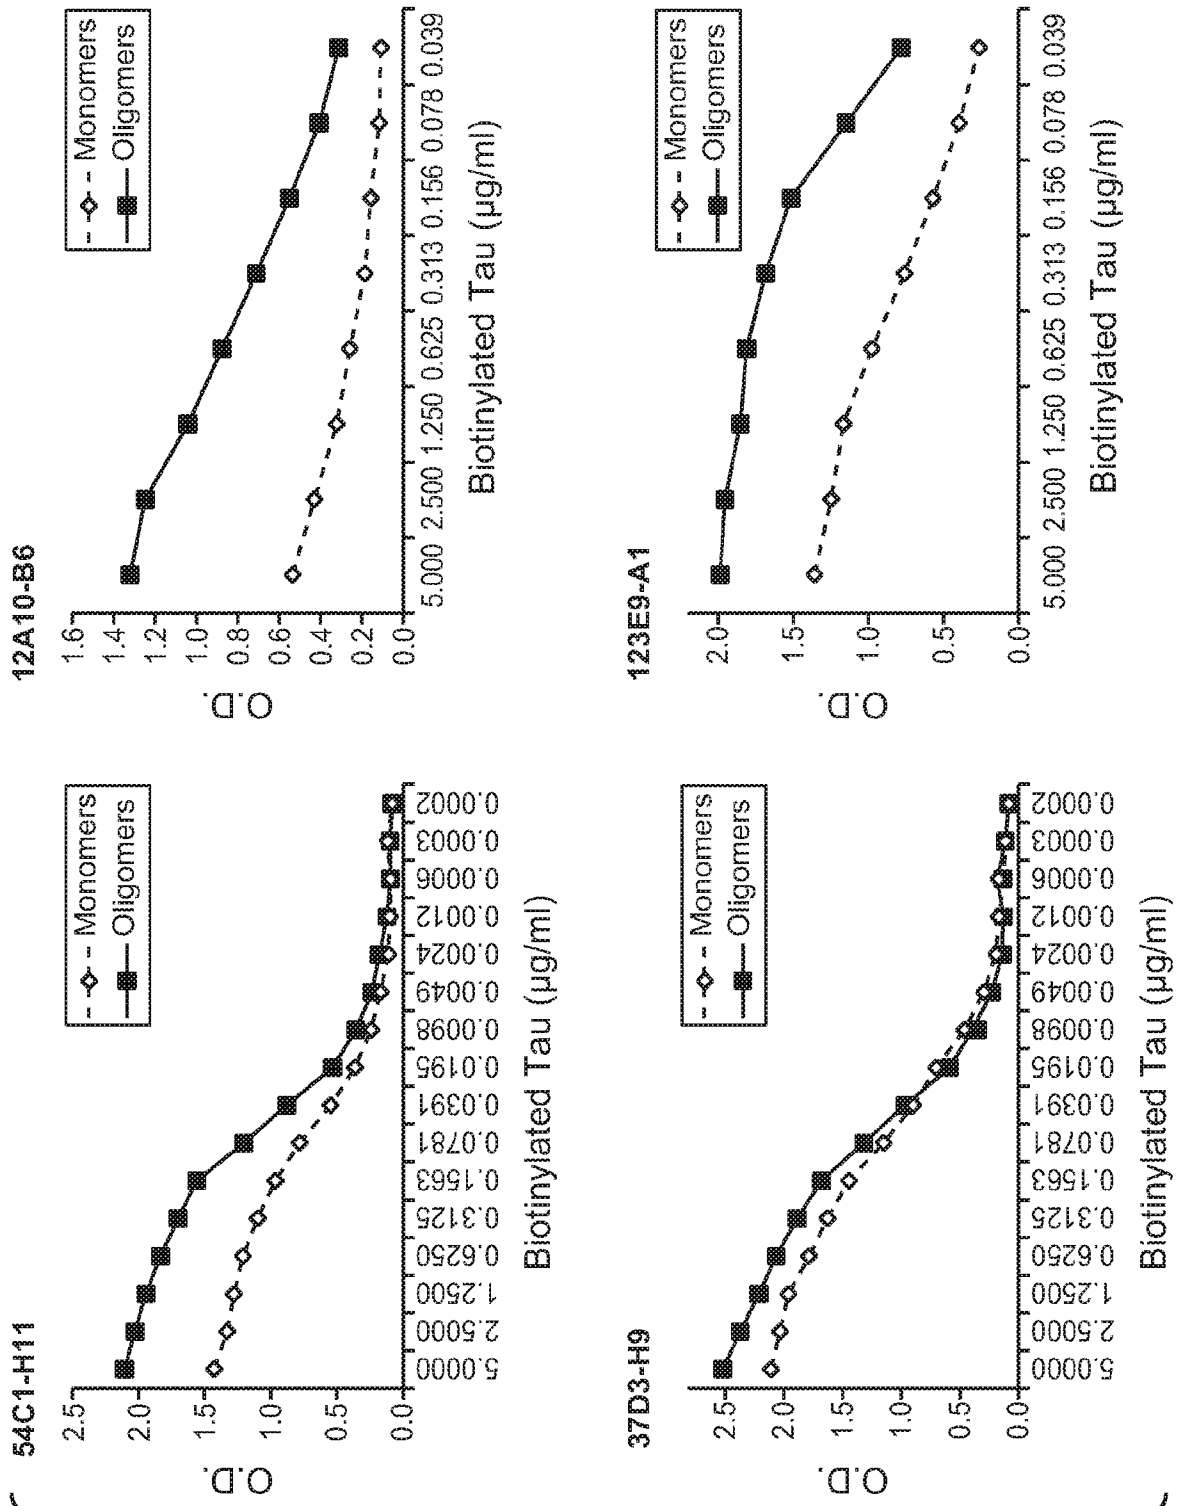 54C1-H11
Monomers
Oligomers
O.D.
2.5
2.0
1.5
1.0
0.5
0.0
5.0000
2.5000
1.2500
0.6250
0.3125
0.1563
0.0781
0.0391
0.0195
0.0098
0.0049
0.0024
0.0012
0.0006
0.0003
0.0002
Biotinylated Tau (µg/ml)
12A10-B6
Monomers
Oligomers
O.D.
1.6
1.4
1.2
1.0
0.8
0.6
0.4
0.2
0.0
5.000 2.500 1.250 0.625 0.313 0.156 0.078 0.039
Biotinylated Tau (µg/ml)
37D3-H9
Monomers
Oligomers
O.D.
2.5
2.0
1.5
1.0
0.5
0.0
5.0000
2.5000
1.2500
0.6250
0.3125
0.1563
0.0781
0.0391
0.0195
0.0098
0.0049
0.0024
0.0012
0.0006
0.0003
0.0002
Biotinylated Tau (µg/ml)
123E9-A1
Monomers
Oligomers
O.D.
2.0
1.5
1.0
0.5
0.0
5.000 2.500 1.250 0.625 0.313 0.156 0.078 0.039
Biotinylated Tau (µg/ml)